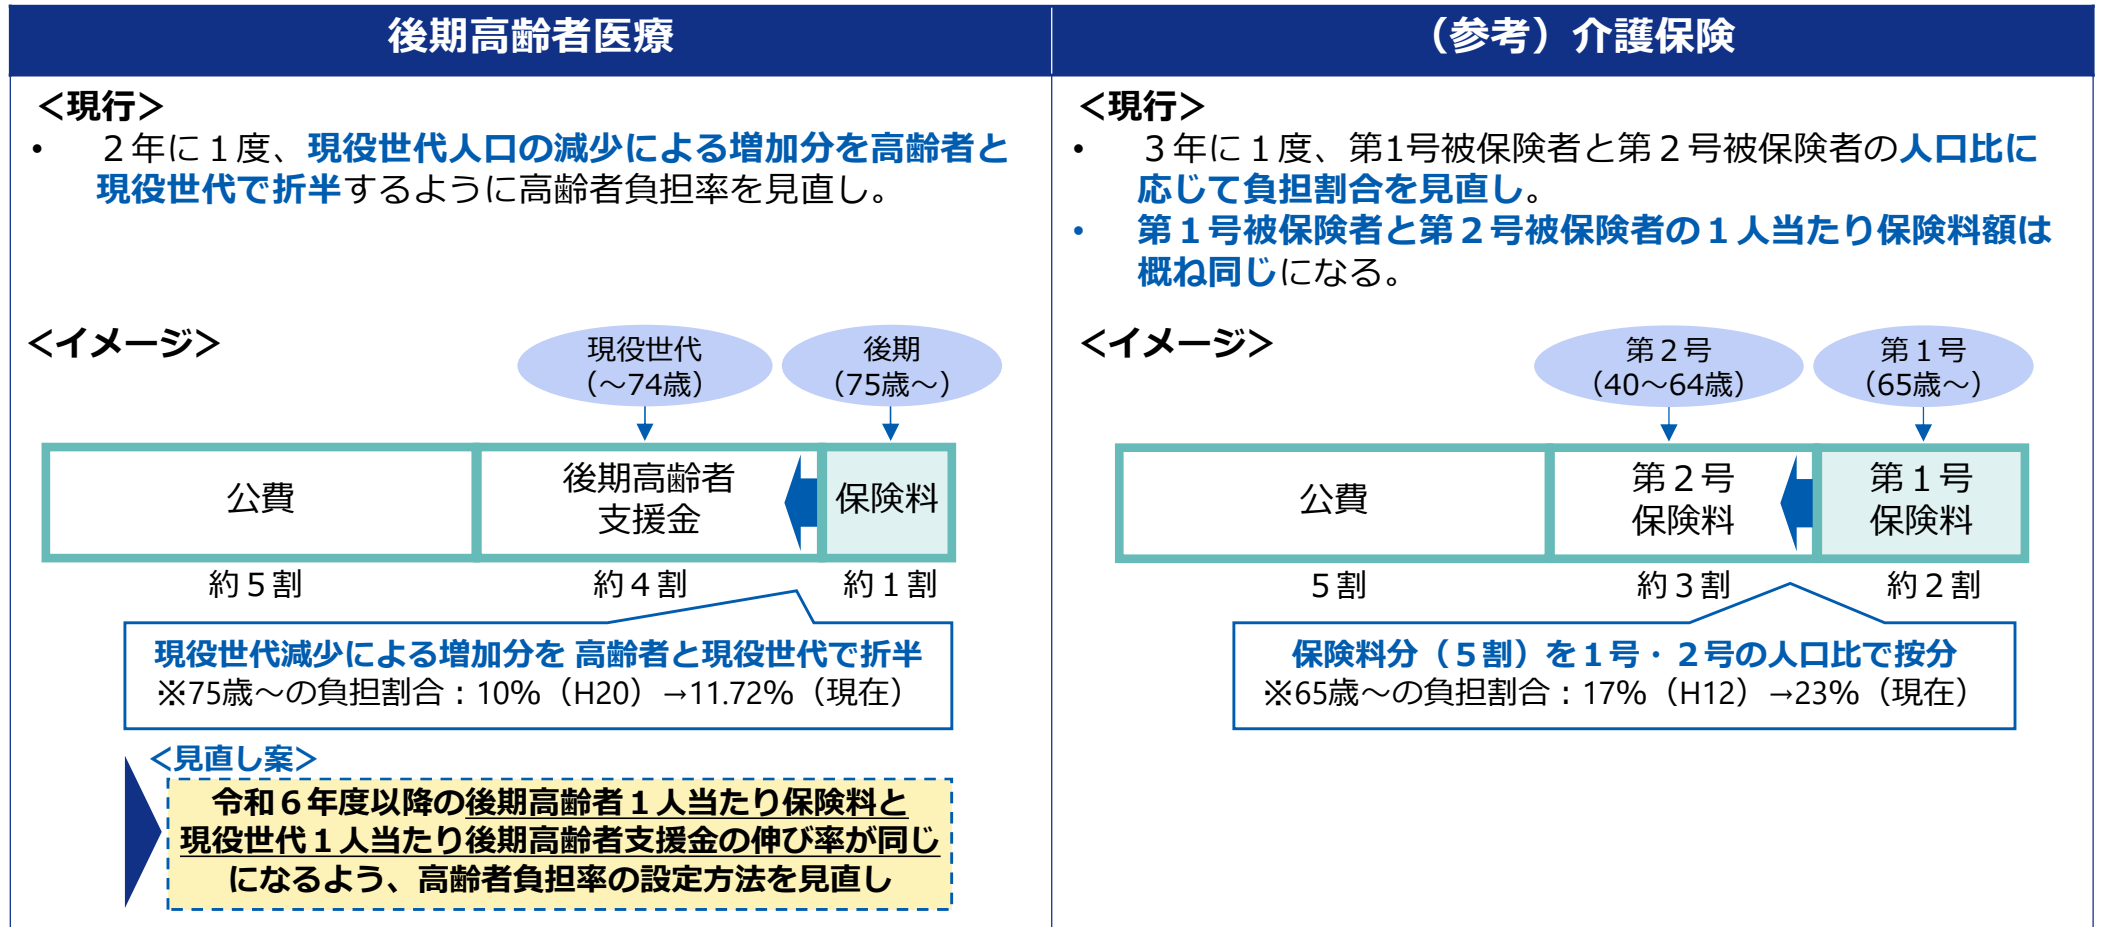 後期高齢者医療
＜現行＞
• ２年に１度、現役世代人口の減少による増加分を高齢者と
現役世代で折半するように高齢者負担率を見直し。
＜イメージ＞
現役世代
（～74歳）
後期
（75歳～）
公費
後期高齢者
支援金
保険料
約５割
約４割
約１割
現役世代減少による増加分を 高齢者と現役世代で折半
※75歳～の負担割合：10%（H20）→11.72%（現在）
＜見直し案＞
令和６年度以降の後期高齢者１人当たり保険料と
現役世代１人当たり後期高齢者支援金の伸び率が同じ
になるよう、高齢者負担率の設定方法を見直し
（参考）介護保険
＜現行＞
• ３年に１度、第1号被保険者と第２号被保険者の人口比に
応じて負担割合を見直し。
• 第１号被保険者と第２号被保険者の１人当たり保険料額は
概ね同じになる。
＜イメージ＞
第２号
（40～64歳）
第１号
（65歳～）
公費
第２号
保険料
第１号
保険料
５割
約３割
約２割
保険料分（５割）を１号・２号の人口比で按分
※65歳～の負担割合：17%（H12）→23%（現在）